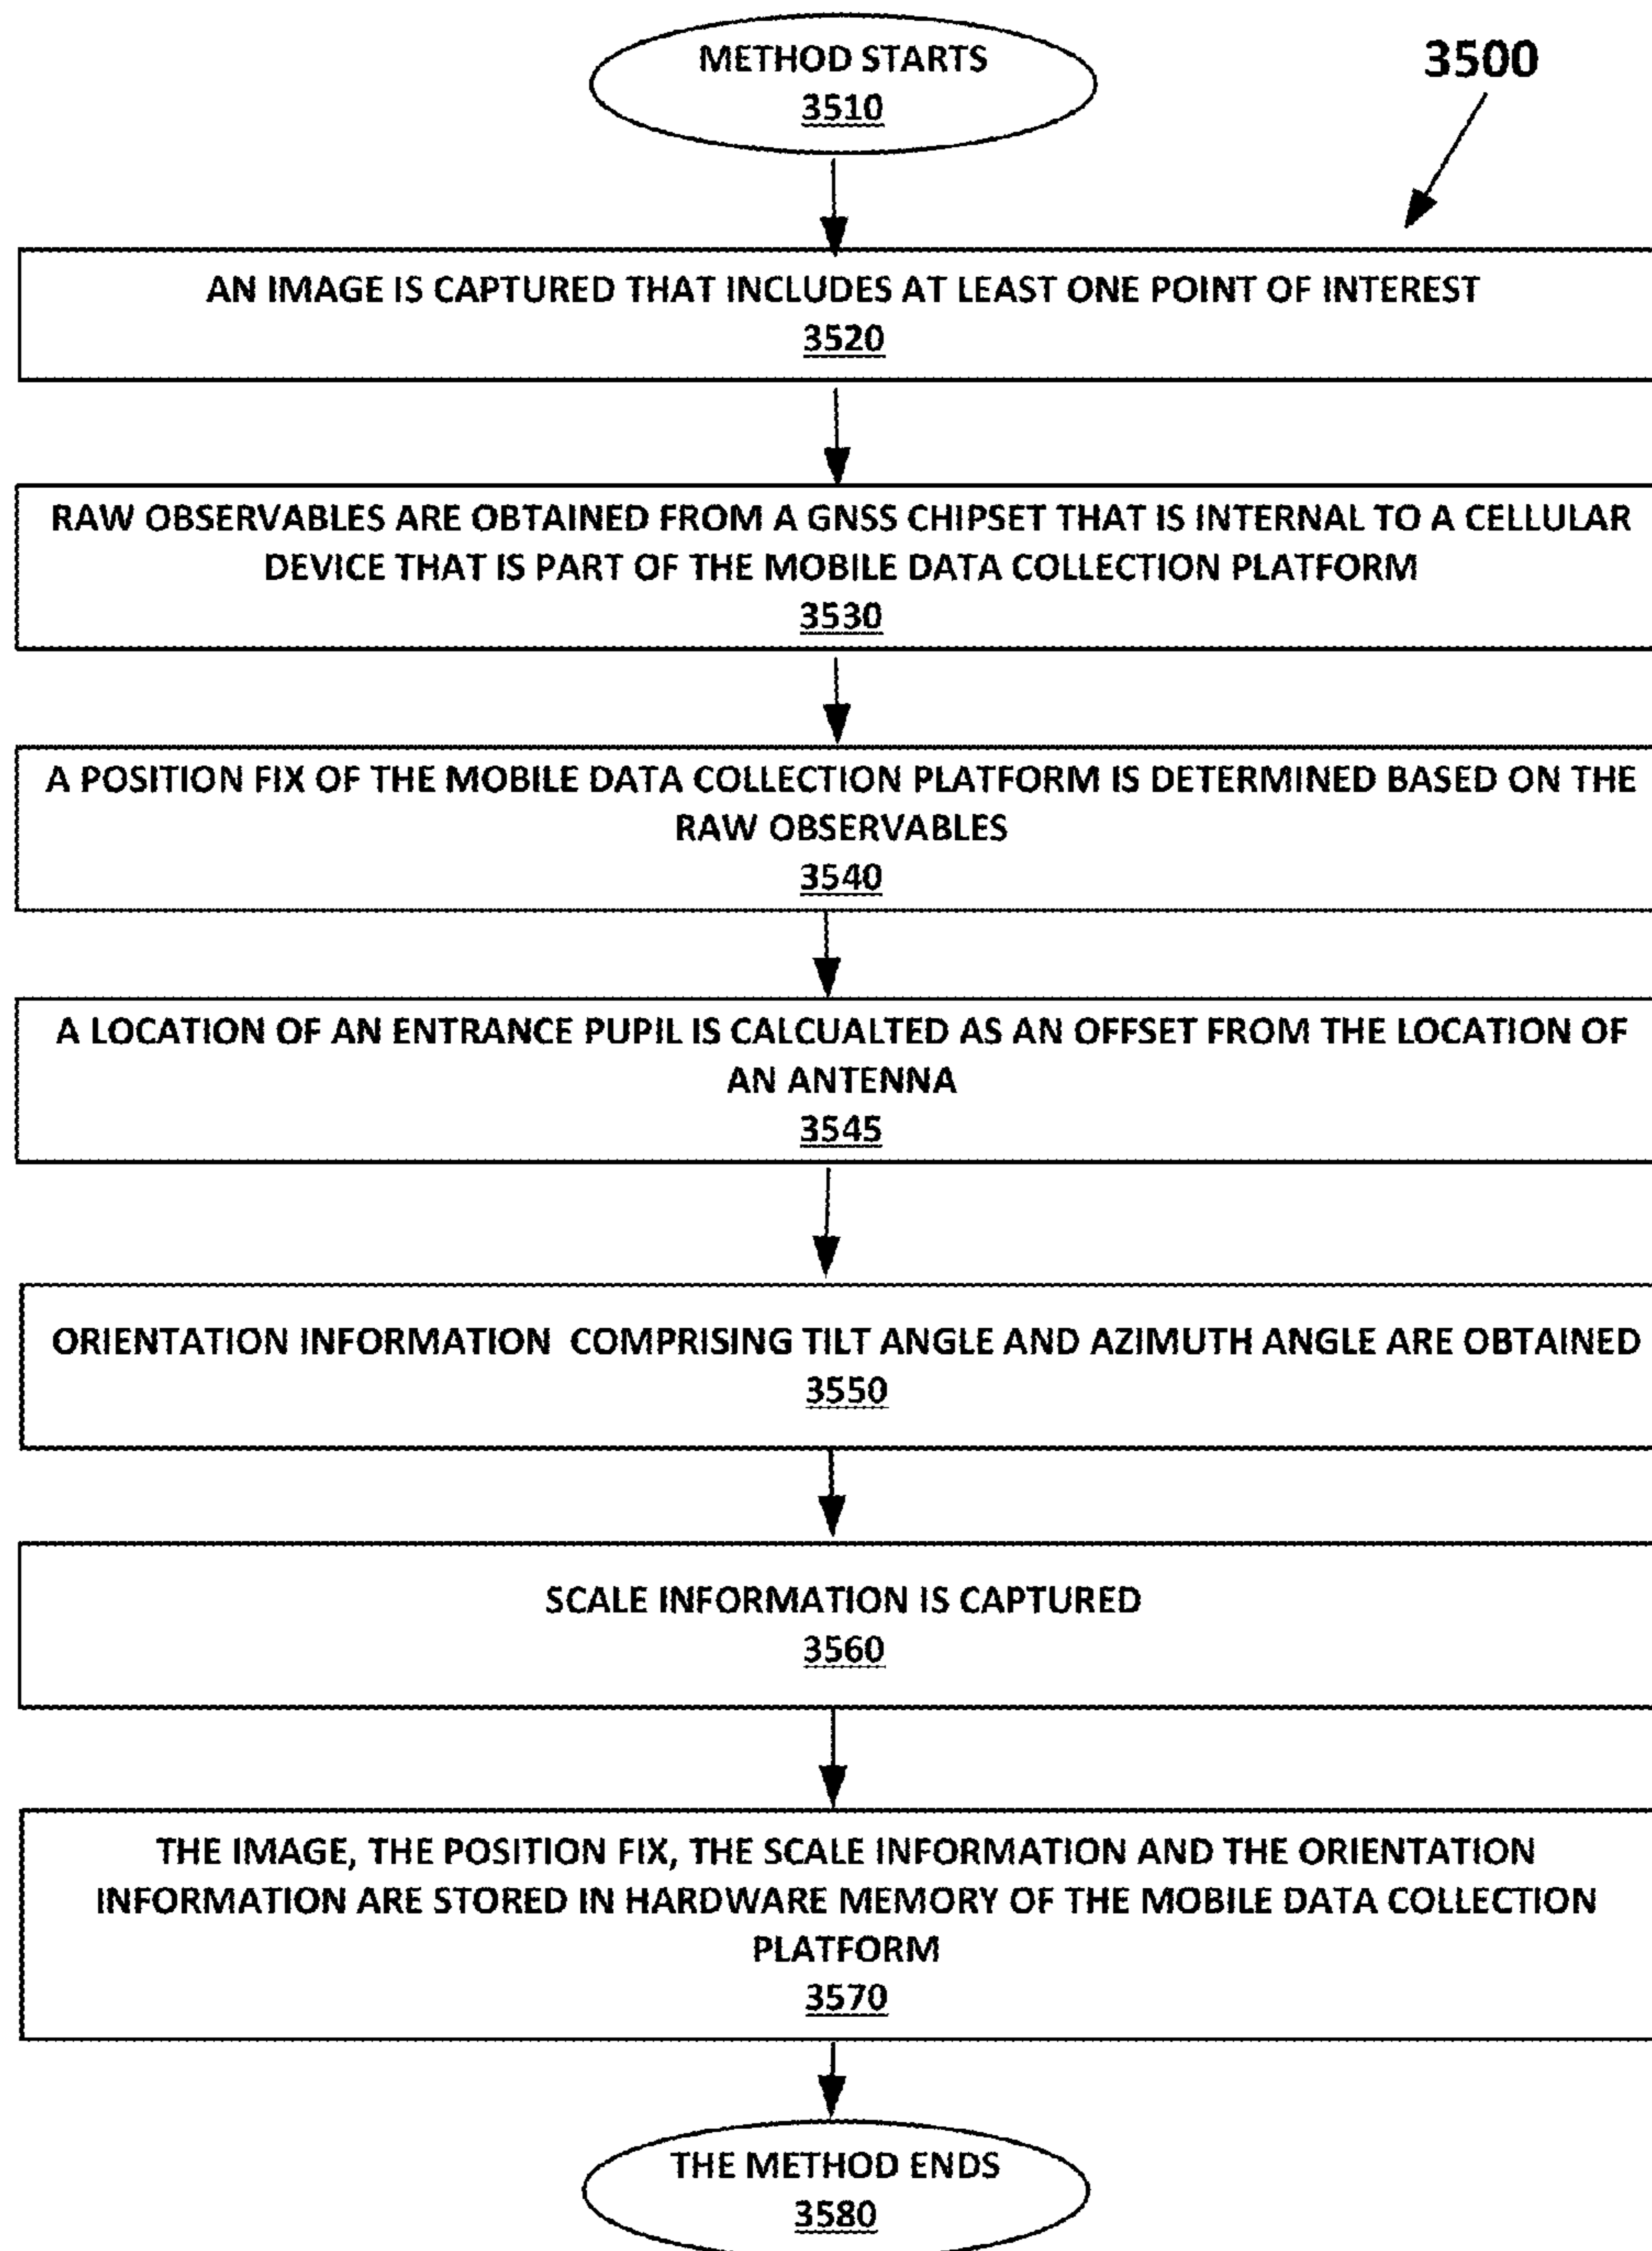 METHOD STARTS
3510
3500
AN IMAGE IS CAPTURED THAT INCLUDES AT LEAST ONE POINT OF INTEREST
3520
RAW OBSERVABLES ARE OBTAINED FROM A GNSS CHIPSET THAT IS INTERNAL TO A CELLULAR
DEVICE THAT IS PART OF THE MOBILE DATA COLLECTION PLATFORM
3530
A POSITION FIX OF THE MOBILE DATA COLLECTION PLATFORM IS DETERMINED BASED ON THE
RAW OBSERVABLES
3540
A LOCATION OF AN ENTRANCE PUPIL IS CALCUALTED AS AN OFFSET FROM THE LOCATION OF
AN ANTENNA
3545
ORIENTATION INFORMATION COMPRISING TILT ANGLE AND AZIMUTH ANGLE ARE OBTAINED
3550
SCALE INFORMATION IS CAPTURED
3560
THE IMAGE, THE POSITION FIX, THE SCALE INFORMATION AND THE ORIENTATION
INFORMATION ARE STORED IN HARDWARE MEMORY OF THE MOBILE DATA COLLECTION
PLATFORM
3570
THE METHOD ENDS
3580